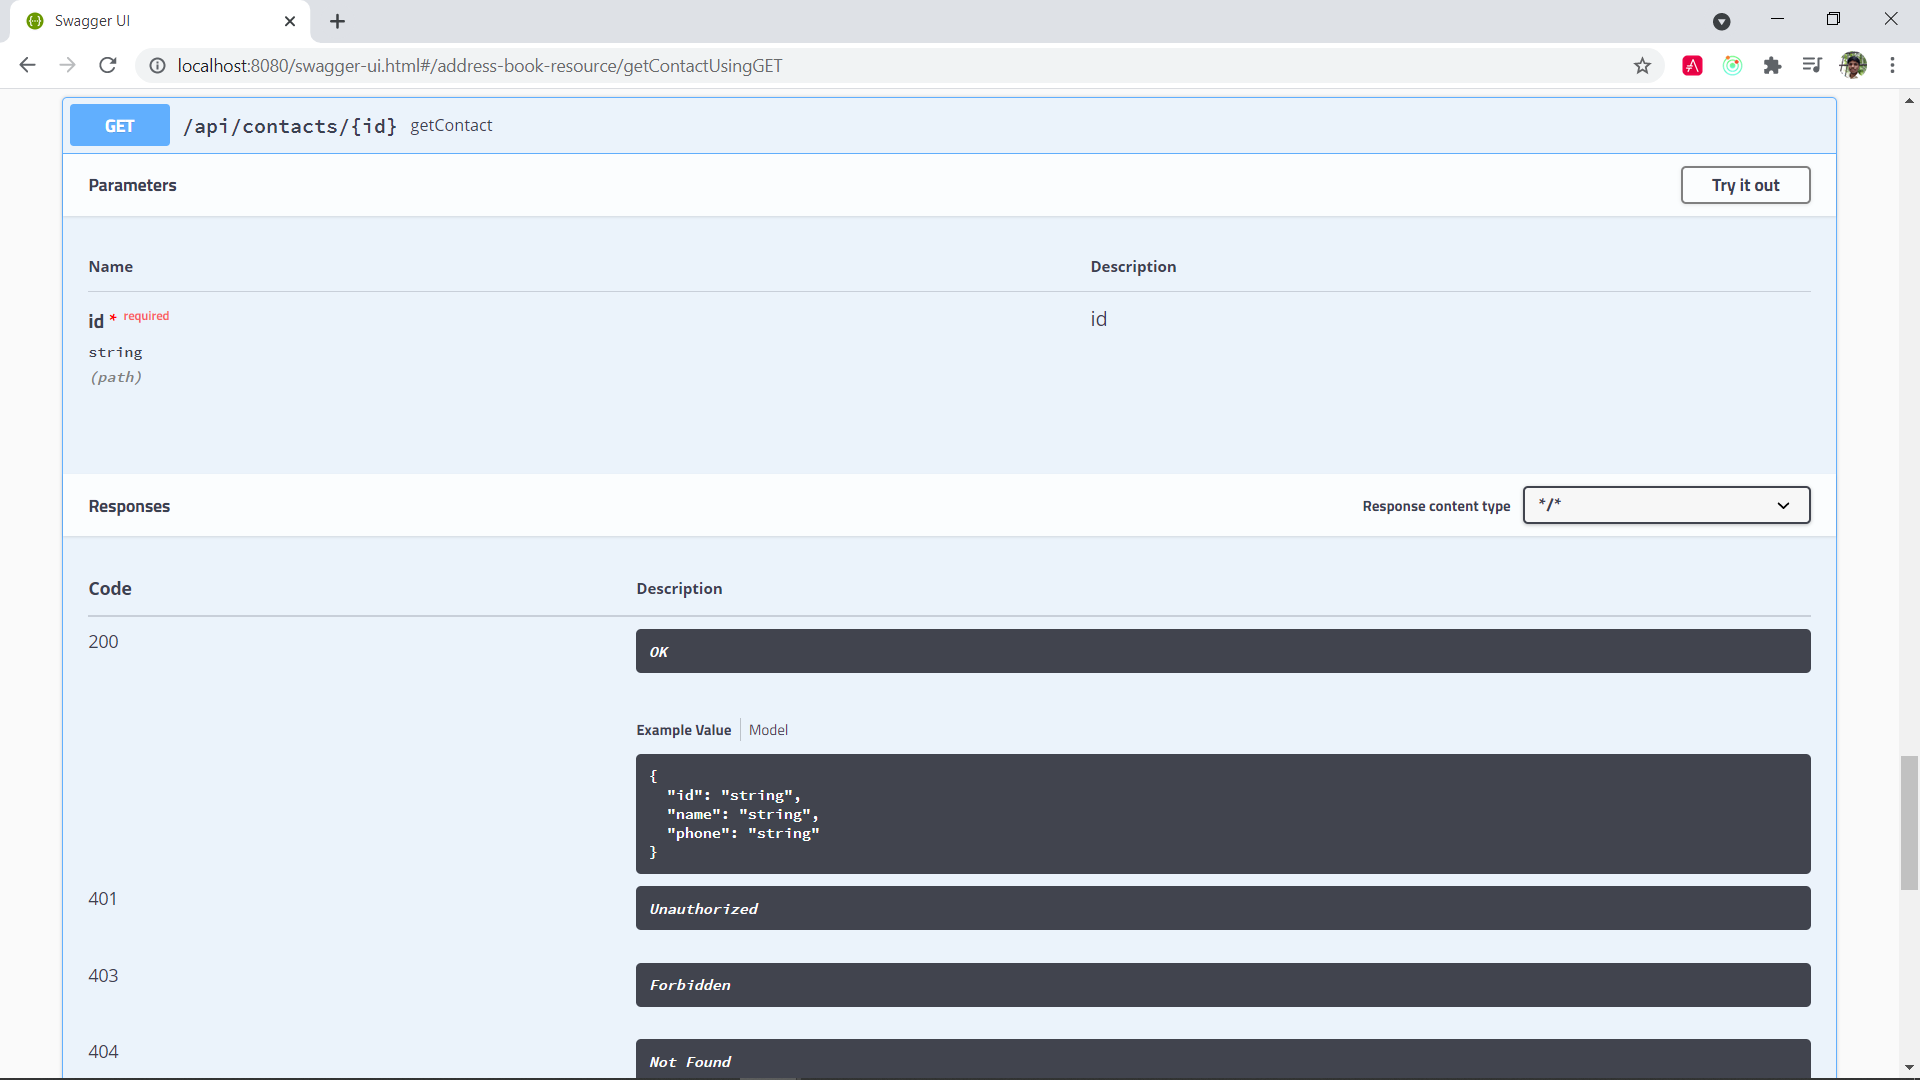 Swagger UI
localhost:8080/swagger-ui.html#/address-book-resource/getContactUsingGET
GET /api/contacts/{id} getContact
Parameters
Try it out
Name Description
id * required id
string
(path)
Responses
Response content type */*
Code Description
200
OK
Example Value Model
{
"id": "string",
"name": "string",
"phone": "string"
}
401 
Unauthorized
403
Forbidden
404
Not Found